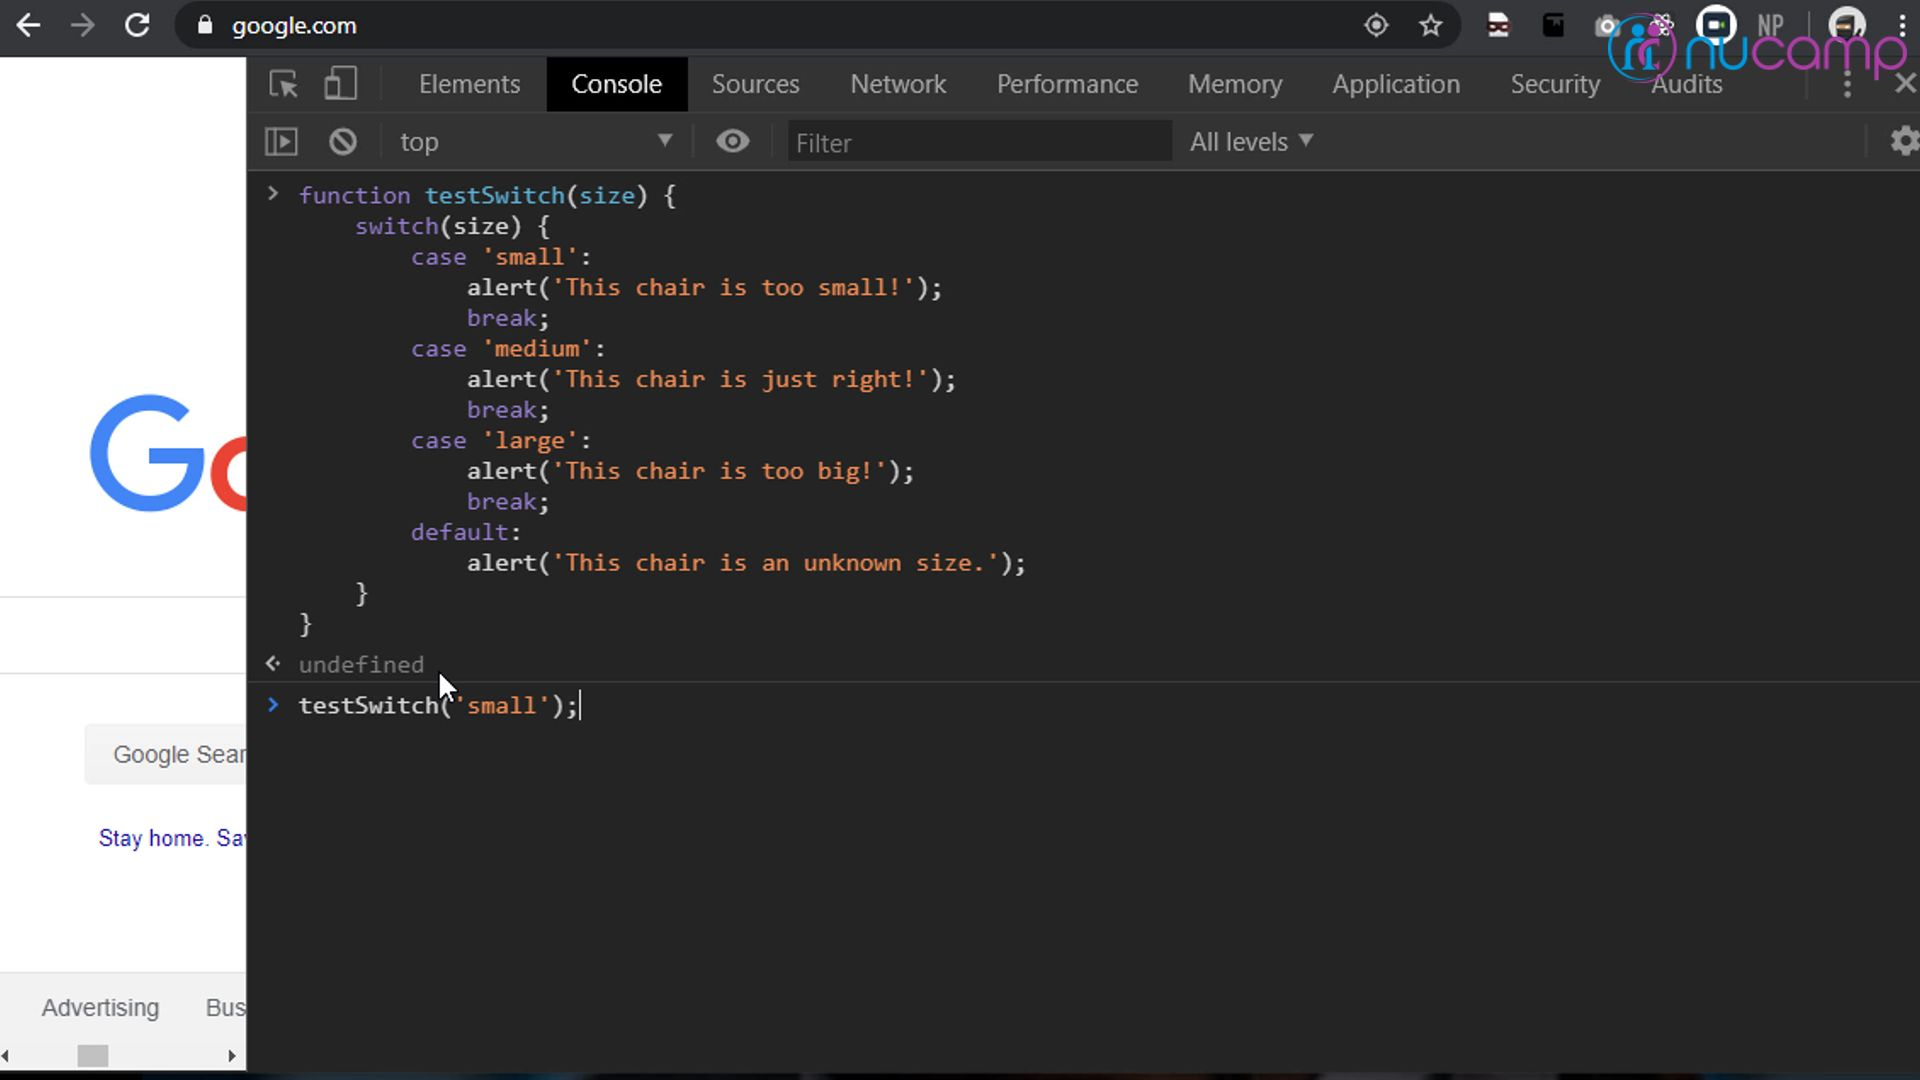 google.com
NP
nucamp
Elements Console Sources Network Performance Memory Application Security Audits
top Filter All levels
> function testSwitch(size) {
switch(size) {
case 'small':
alert('This chair is too small!');
break;
case 'medium':
alert('This chair is just right!');
break;
case 'large':
alert('This chair is too big!');
break;
default:
alert('This chair is an unknown size.');
}
}
undefined
> testSwitch('small');
Go
Google Sear
Stay home. Sav
Advertising Bus